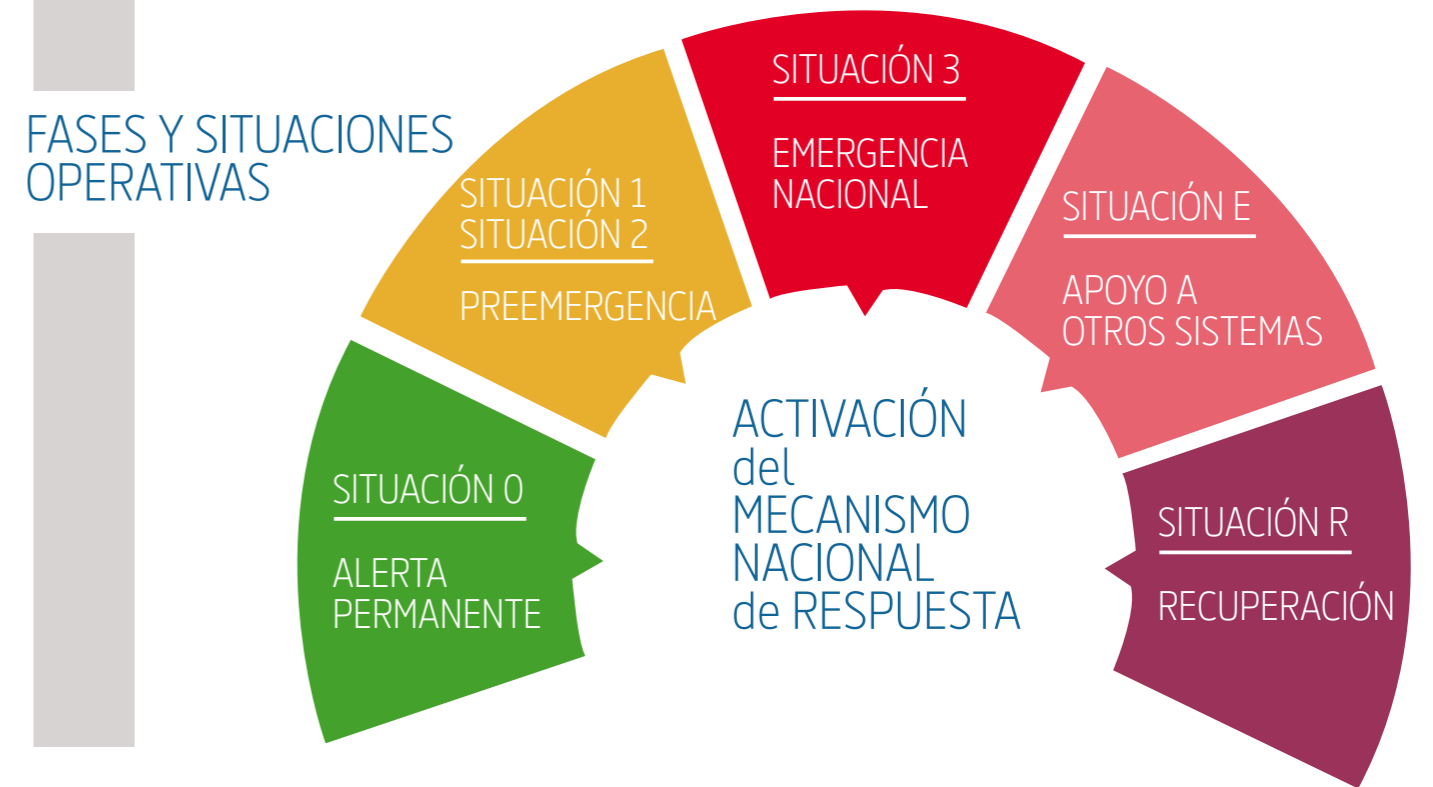 FASES Y SITUACIONES
OPERATIVAS
SITUACIÓN 0
ALERTA
PERMANENTE
SITUACIÓN 1
SITUACIÓN 2
PREEMERGENCIA
SITUACIÓN 3
EMERGENCIA
NACIONAL
SITUACIÓN E
APOYO A
OTROS SISTEMAS
SITUACIÓN R
RECUPERACIÓN
ACTIVACIÓN
del
MECANISMO
NACIONAL
de RESPUESTA